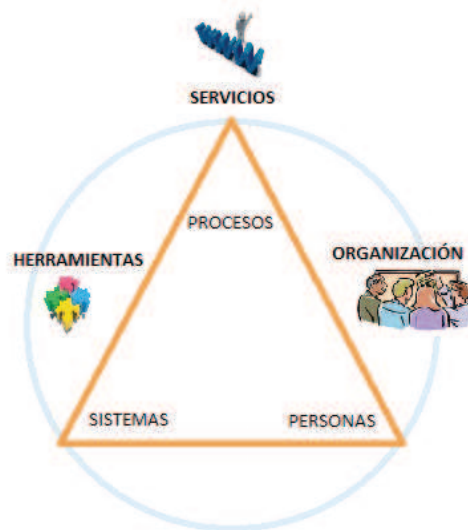 SERVICIOS
PROCESOS
HERRAMIENTAS
ORGANIZACIÓN
SISTEMAS
PERSONAS